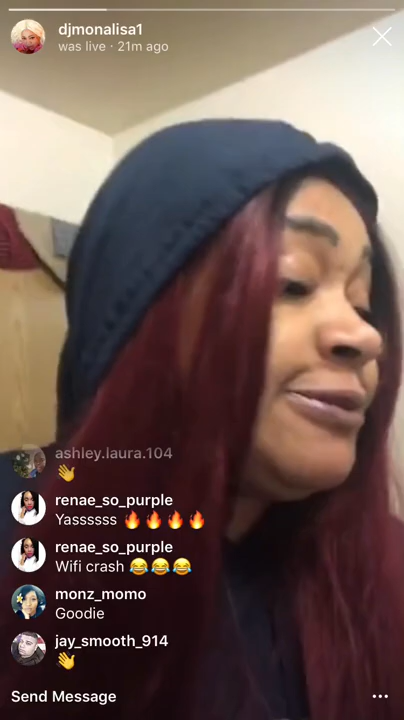 djmonalisa1
was live · 21m ago
ashley.laura.104
👋
renae_so_purple
Yassssss 🔥🔥🔥🔥
renae_so_purple
Wifi crash 😂😂😂
monz_momo
Goodie
jay_smooth_914
👋
Send Message